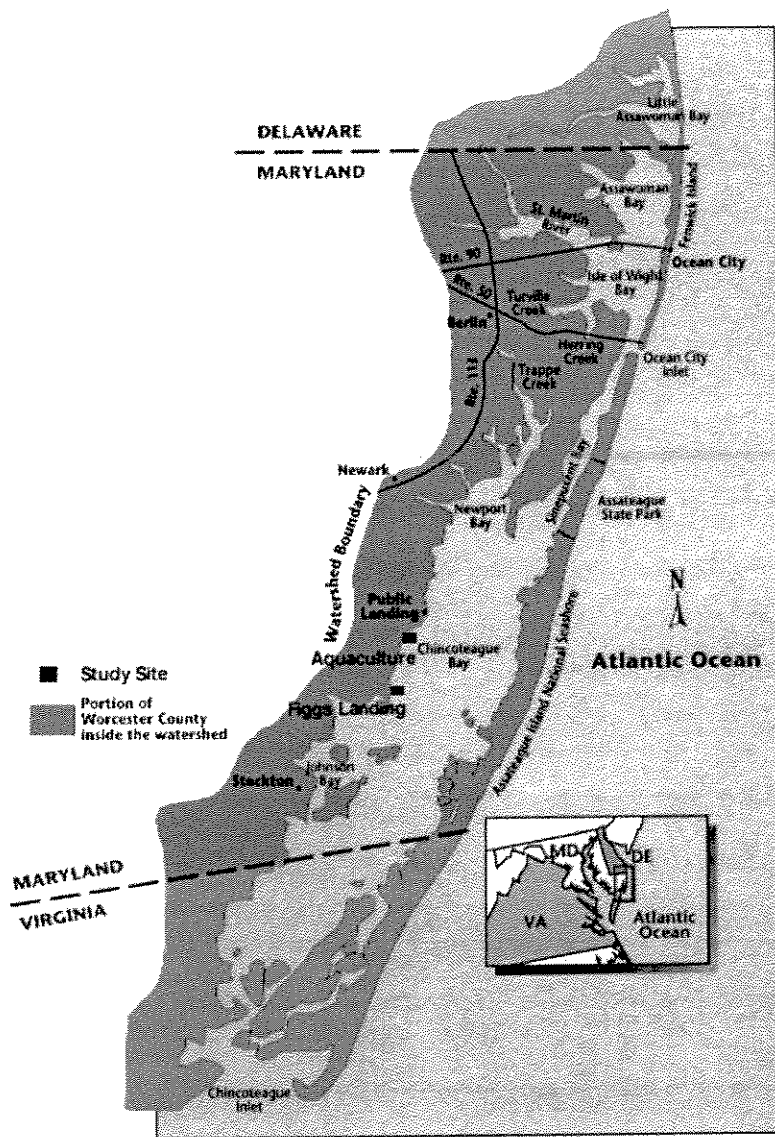 Little
Assawoman Bay
DELAWARE
MARYLAND
Assawoman
Bay
Fenwick Island
St. Martin
River
Rte. 90
Ocean City
Isle of Wight
Bay
Rte. 50
Turville
Creek
Berlin
Herring
Creek
Ocean City
Inlet
Trappe
Creek
Rte. 113
Sinepuxent Bay
Newark
Newport
Bay
Assateague
State Park
Watershed Boundary
N
Public
Landing
Aquaculture
Chincoteague
Bay
Atlantic Ocean
Assateague Island National Seashore
Study Site
Figgs Landing
Portion of
Worcester County
inside the watershed
Johnson
Bay
Stockton
MARYLAND
VIRGINIA
MD
DE
VA
Atlantic
Ocean
Chincoteague
Inlet